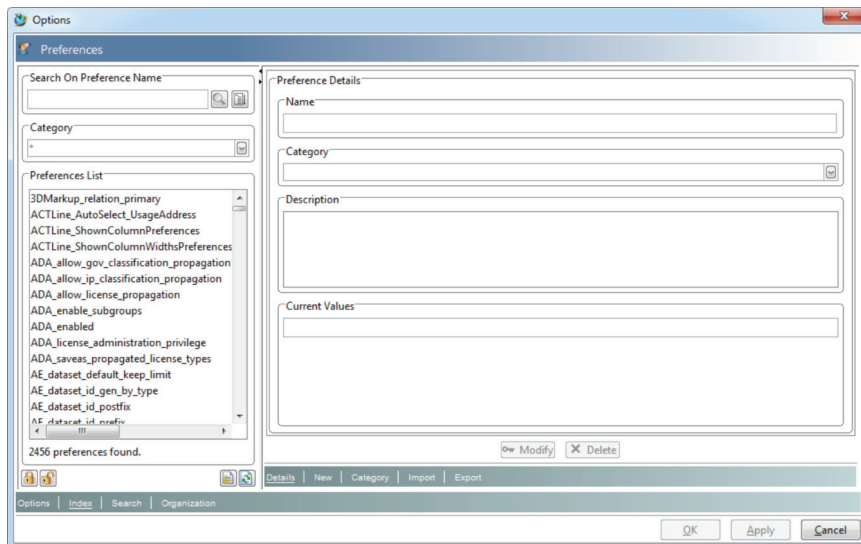 Options
Preferences
Search On Preference Name
Category
*
Preferences List
3DMarkup_relation_primary
ACTLine_AutoSelect_UsageAddress
ACTLine_ShownColumnPreferences
ACTLine_ShownColumnWidthsPreferences
ADA_allow_gov_classification_propagation
ADA_allow_ip_classification_propagation
ADA_allow_license_propagation
ADA_enable_subgroups
ADA_enabled
ADA_license_administration_privilege
ADA_saveas_propagated_license_types
AE_dataset_default_keep_limit
AE_dataset_id_gen_by_type
AE_dataset_id_postfix
AE_dataset_id_prefix
2456 preferences found.
Preference Details
Name
Category
Description
Current Values
Modify Delete
Details New Category Import Export
Options Index Search Organization
OK Apply Cancel